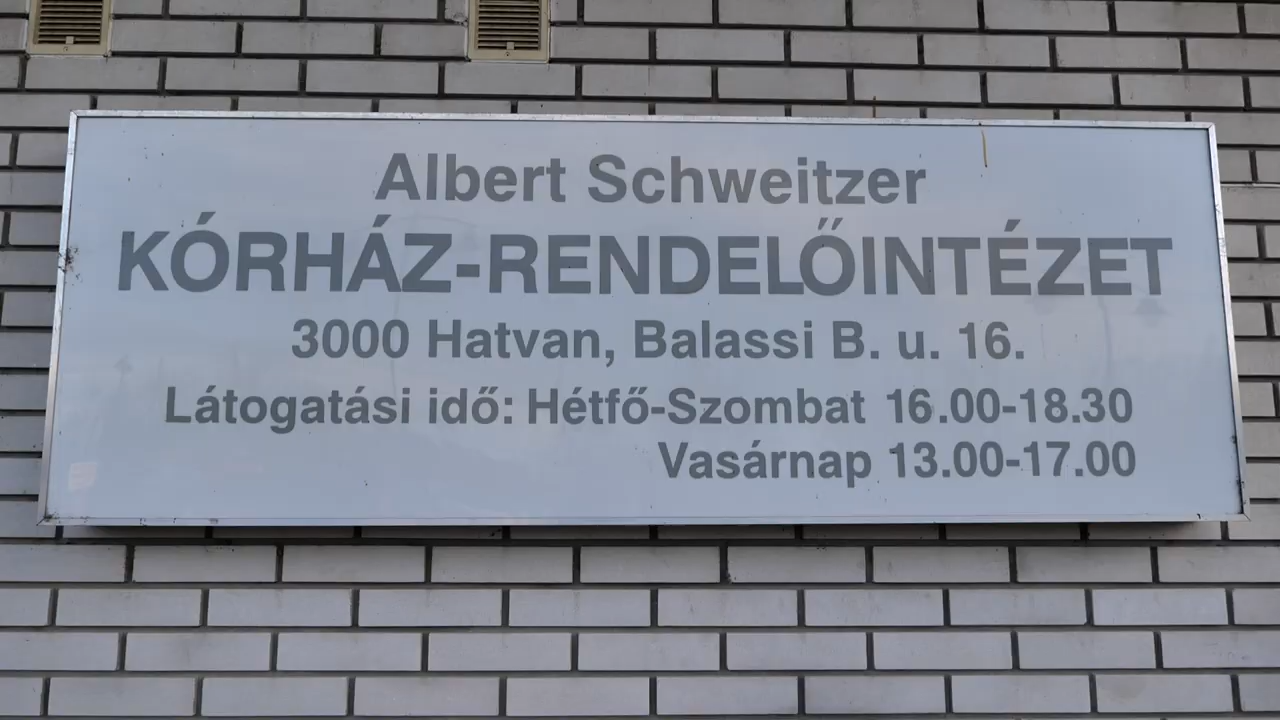 Albert Schweitzer
KÓRHÁZ-RENDELŐINTÉZET
3000 Hatvan, Balassi B. u. 16.
Látogatási idő: Hétfő-Szombat 16.00-18.30
Vasárnap 13.00-17.00